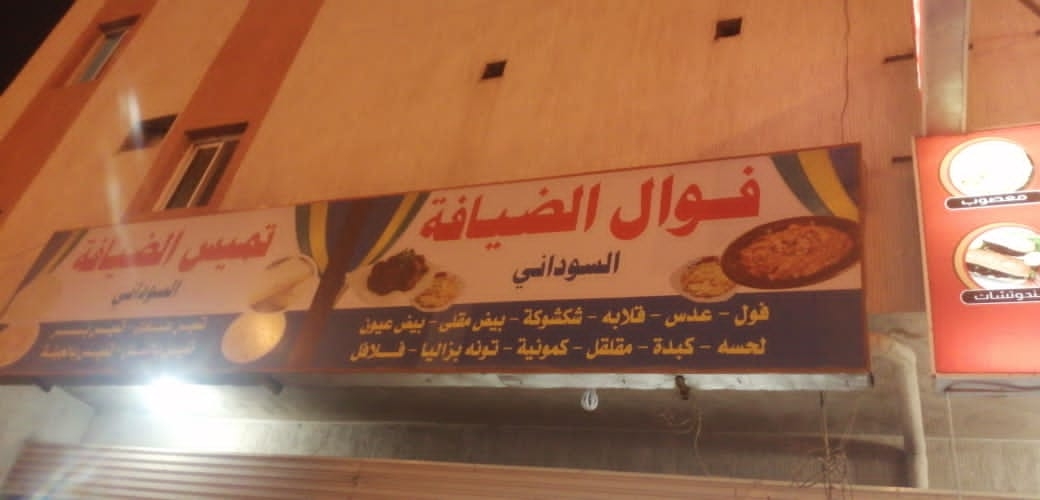 فوال الضيافة
السوداني
فول - عدس - قلابه - شكشوكة - بيض مقلي - بيض عيون
لحسه - كبدة - مقلقل - كمونية - تونه بزاليا - فلافل
تميس الضيافة
السوداني
معصوب